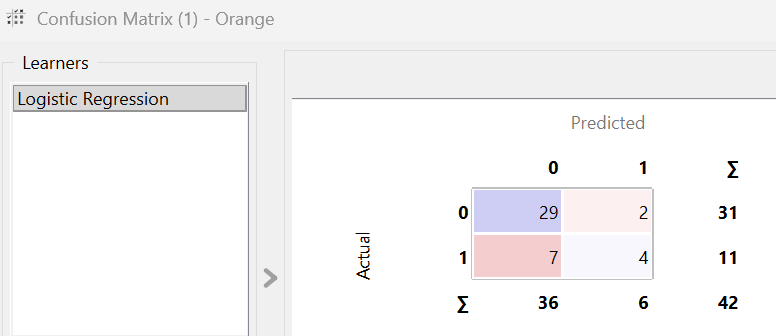 Confusion Matrix (1) - Orange
Learners
Logistic Regression
Predicted
0 1 ∑
0 29 2 31
Actual
1 7 4 11
∑ 36 6 42